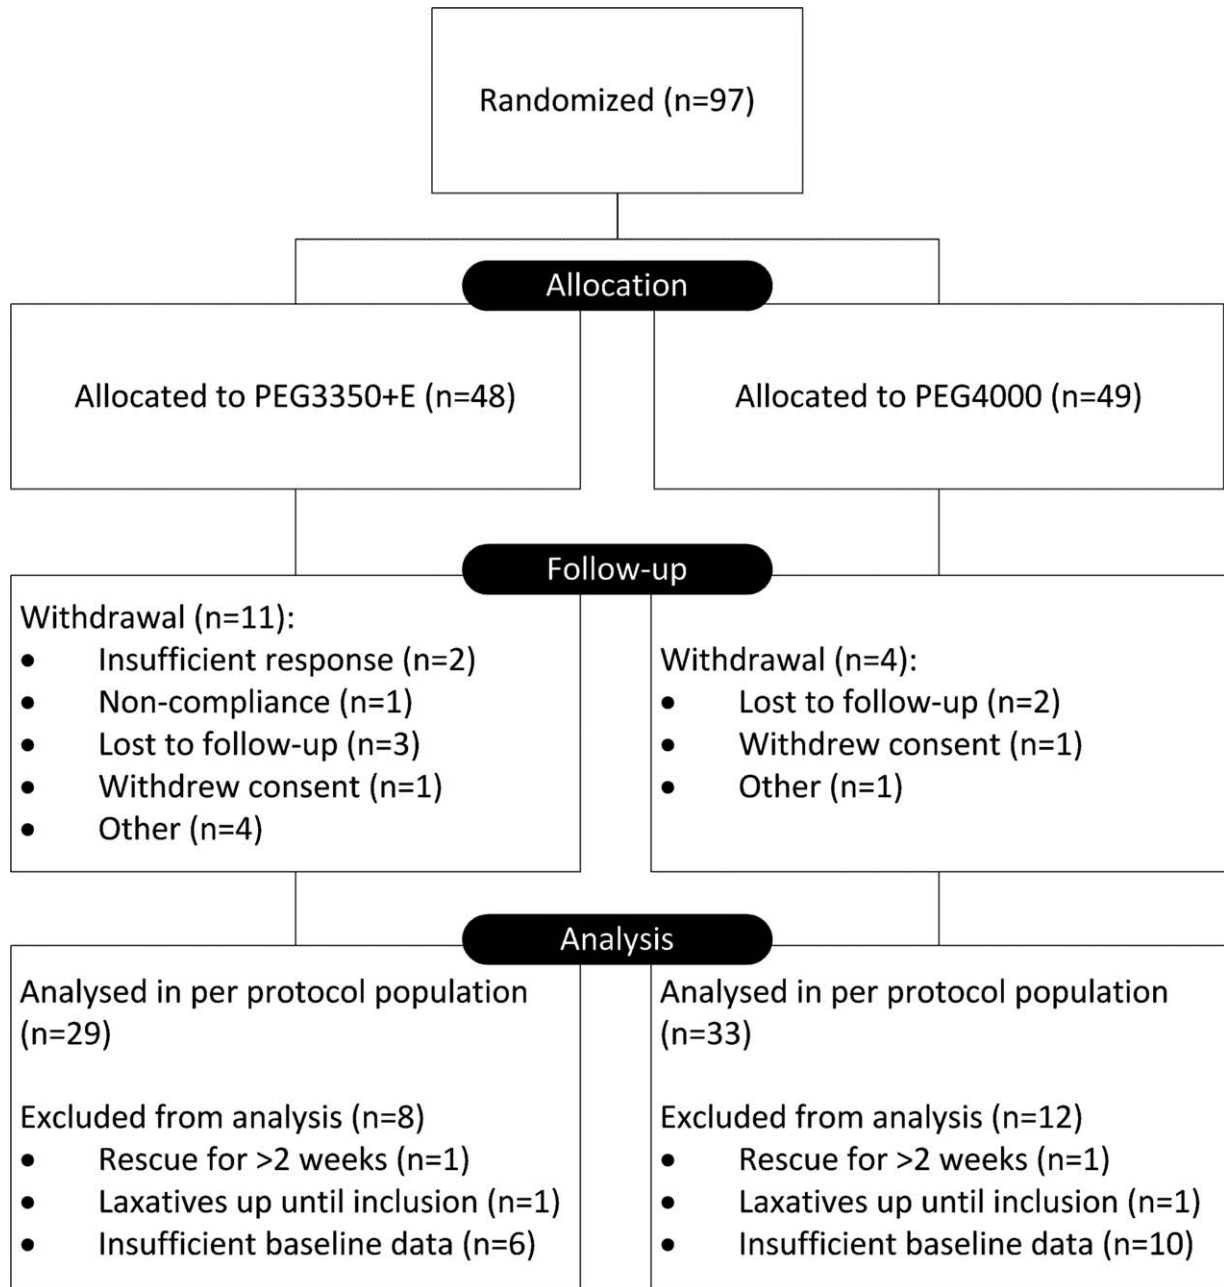 Randomized (n=97)
Allocation
Allocated to PEG3350+E (n=48)
Allocated to PEG4000 (n=49)
Follow-up
Withdrawal (n=11):
• Insufficient response (n=2)
• Non-compliance (n=1)
• Lost to follow-up (n=3)
• Withdrew consent (n=1)
• Other (n=4)
Withdrawal (n=4):
• Lost to follow-up (n=2)
• Withdrew consent (n=1)
• Other (n=1)
Analysis
Analysed in per protocol population
(n=29)
Excluded from analysis (n=8)
• Rescue for >2 weeks (n=1)
• Laxatives up until inclusion (n=1)
• Insufficient baseline data (n=6)
Analysed in per protocol population
(n=33)
Excluded from analysis (n=12)
• Rescue for >2 weeks (n=1)
• Laxatives up until inclusion (n=1)
• Insufficient baseline data (n=10)